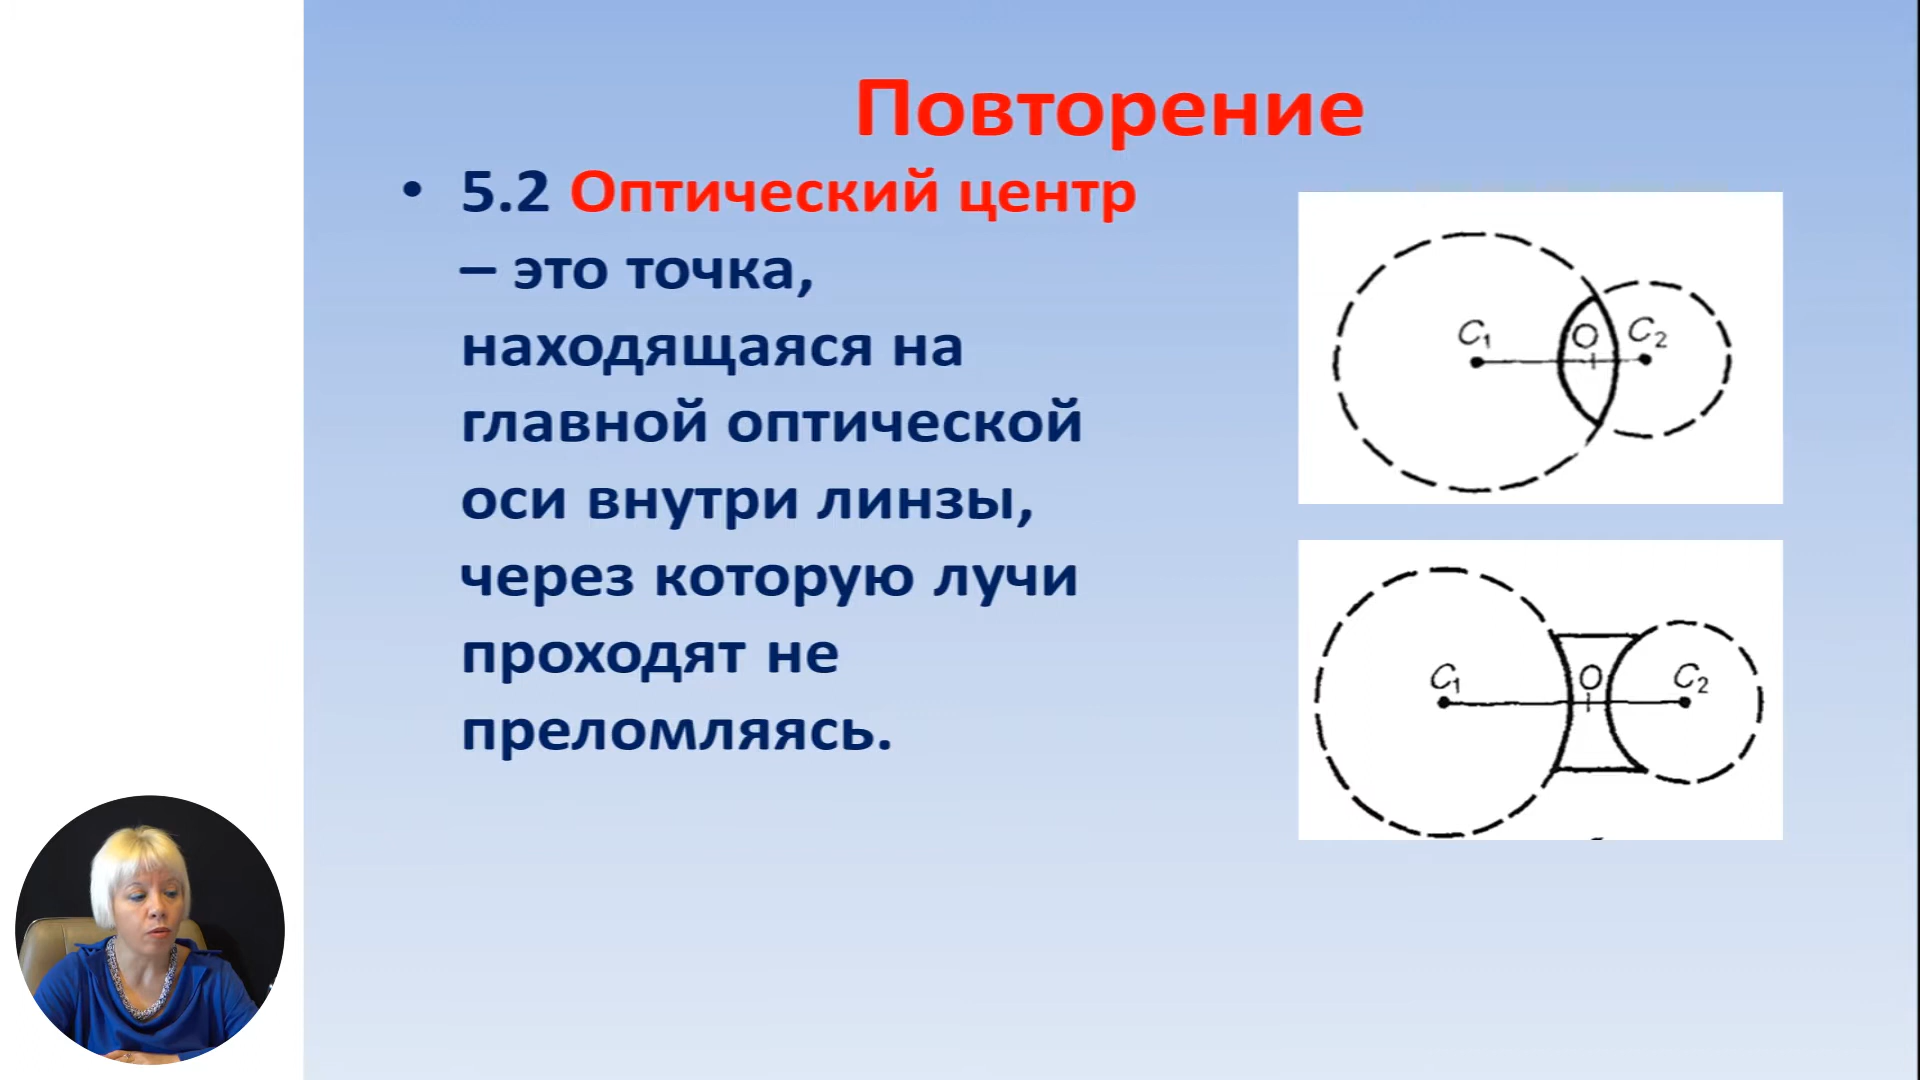 Повторение
• 5.2 Оптический центр
– это точка,
находящаяся на
главной оптической
оси внутри линзы,
через которую лучи
проходят не
преломляясь.
C₁ O C₂
C₁ O C₂